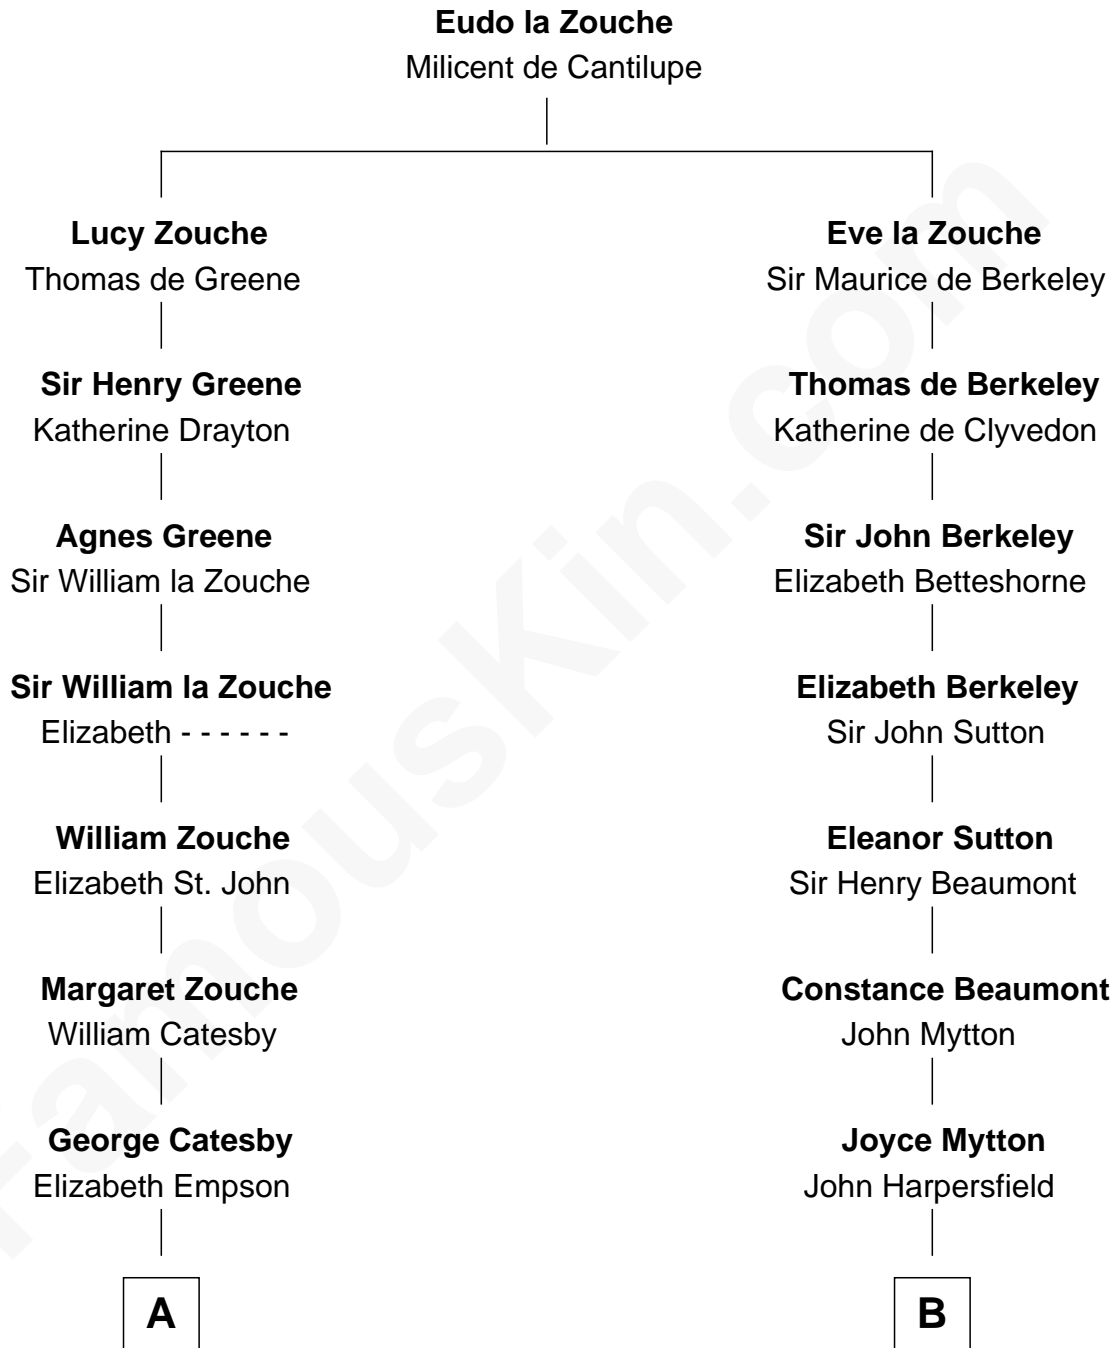 Eudo la Zouche
Milicent de Cantilupe
Lucy Zouche
Thomas de Greene
Eve la Zouche
Sir Maurice de Berkeley
Sir Henry Greene
Katherine Drayton
Thomas de Berkeley
Katherine de Clyvedon
Agnes Greene
Sir William la Zouche
Sir John Berkeley
Elizabeth Betteshorne
Sir William la Zouche
Elizabeth - - - - - -
Elizabeth Berkeley
Sir John Sutton
William Zouche
Elizabeth St. John
Eleanor Sutton
Sir Henry Beaumont
Margaret Zouche
William Catesby
Constance Beaumont
John Mytton
George Catesby
Elizabeth Empson
Joyce Mytton
John Harpersfield
A
B
FamousKin.com